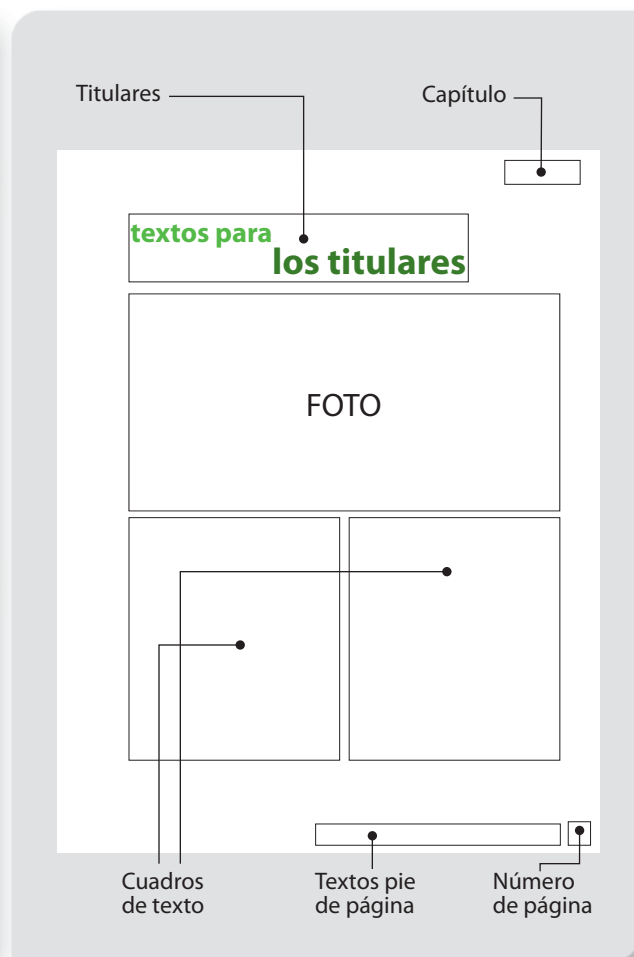 Titulares
Capítulo
textos para
los titulares
FOTO
Cuadros
de texto
Textos pie
de página
Número
de página